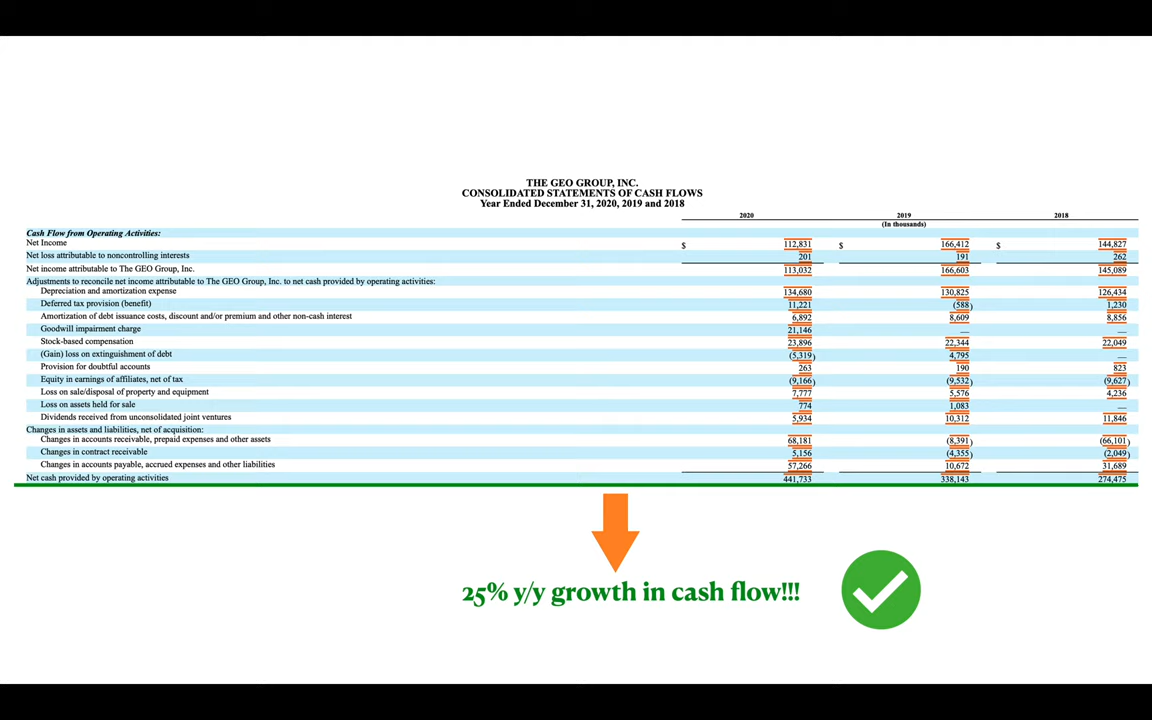 THE GEO GROUP, INC.
CONSOLIDATED STATEMENTS OF CASH FLOWS
Year Ended December 31, 2020, 2019 and 2018
2020 2019 2018
(In thousands)
Cash Flow from Operating Activities:
Net Income $ 112,831 $ 166,412 $ 144,827
Net loss attributable to noncontrolling interests 201 191 262
Net income attributable to The GEO Group, Inc. 113,032 166,603 145,089
Adjustments to reconcile net income attributable to The GEO Group, Inc. to net cash provided by operating activities:
Depreciation and amortization expense 134,680 130,825 126,434
Deferred tax provision (benefit) 11,221 (588) 1,230
Amortization of debt issuance costs, discount and/or premium and other non-cash interest 6,892 8,609 8,856
Goodwill impairment charge 21,146 — —
Stock-based compensation 23,896 22,344 22,049
(Gain) loss on extinguishment of debt (5,319) 4,795 —
Provision for doubtful accounts 263 190 823
Equity in earnings of affiliates, net of tax (9,166) (9,532) (9,627)
Loss on sale/disposal of property and equipment 7,777 5,576 4,236
Loss on assets held for sale 774 1,083 —
Dividends received from unconsolidated joint ventures 5,934 10,312 11,846
Changes in assets and liabilities, net of acquisition:
Changes in accounts receivable, prepaid expenses and other assets 68,181 (8,391) (66,101)
Changes in contract receivable 5,156 (4,355) (2,049)
Changes in accounts payable, accrued expenses and other liabilities 57,266 10,672 31,689
Net cash provided by operating activities 441,733 338,143 274,475
25% y/y growth in cash flow!!!